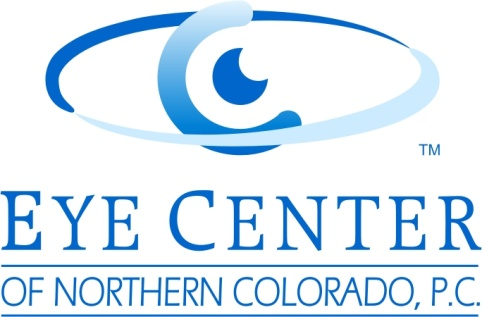 ™
EYE CENTER
OF NORTHERN COLORADO, P.C.